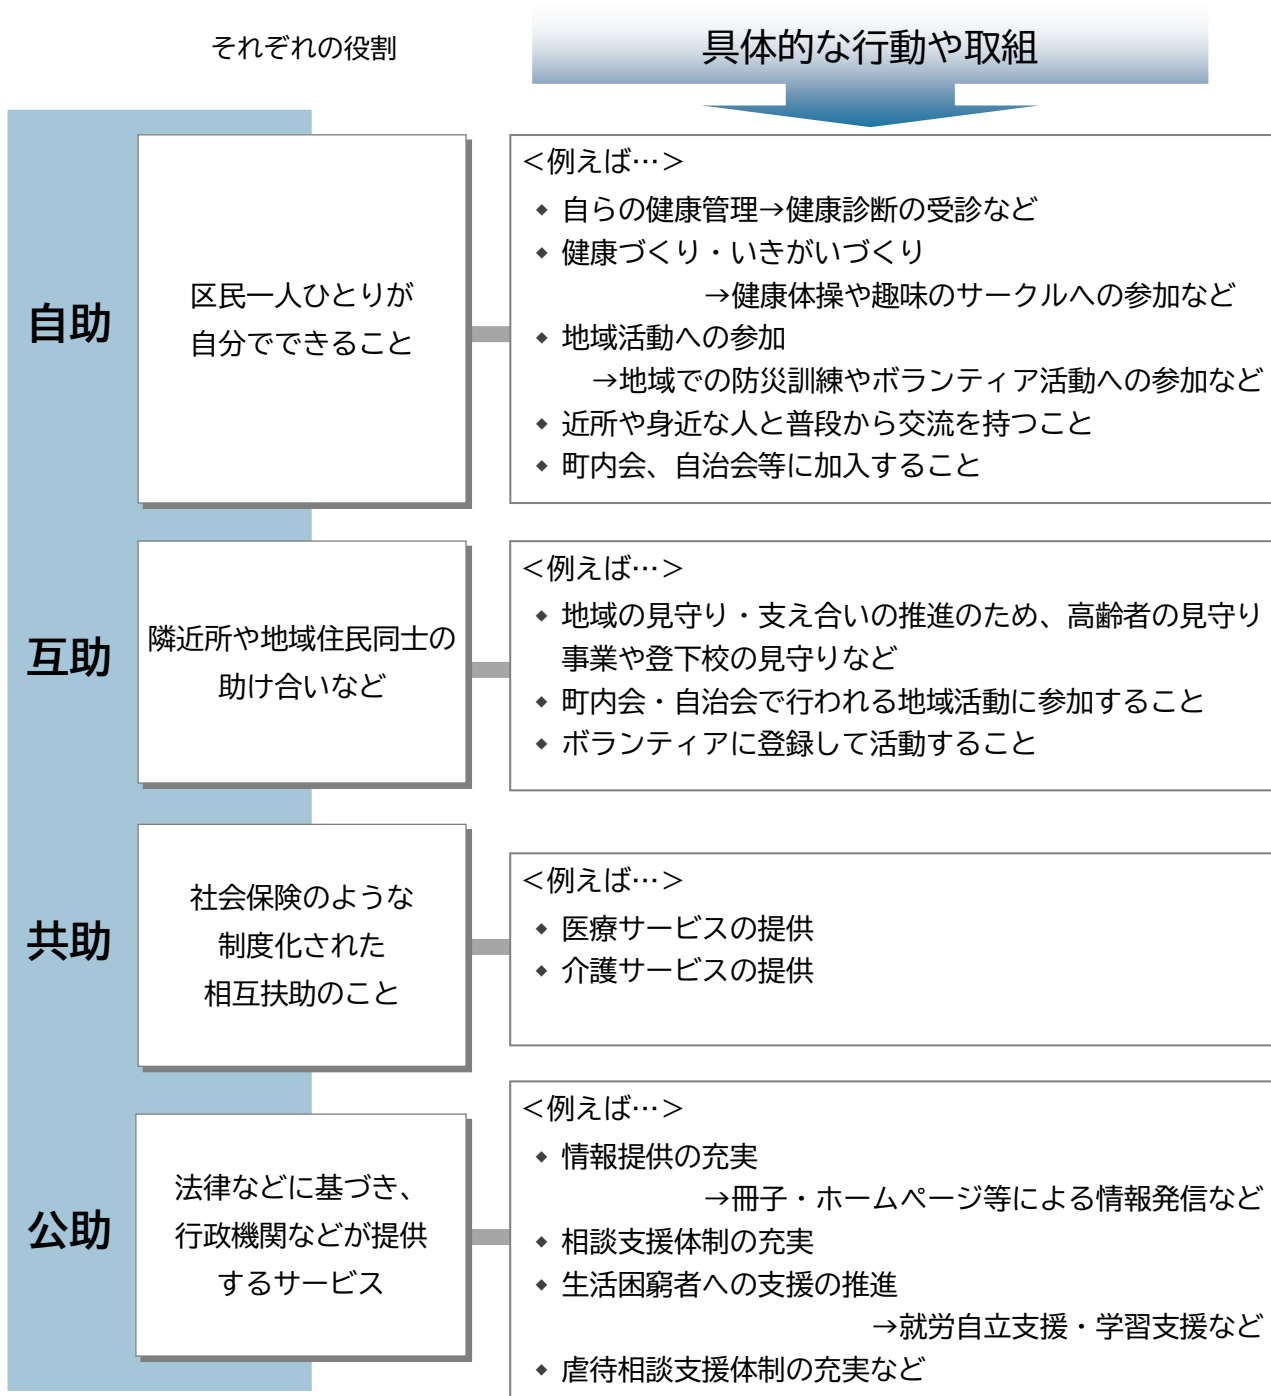 それぞれの役割
具体的な行動や取組
自助
区民一人ひとりが
自分でできること
＜例えば…＞
◆ 自らの健康管理→健康診断の受診など
◆ 健康づくり・いきがいづくり
→健康体操や趣味のサークルへの参加など
◆ 地域活動への参加
→地域での防災訓練やボランティア活動への参加など
◆ 近所や身近な人と普段から交流を持つこと
◆ 町内会、自治会等に加入すること
互助
隣近所や地域住民同士の
助け合いなど
＜例えば…＞
◆ 地域の見守り・支え合いの推進のため、高齢者の見守り
事業や登下校の見守りなど
◆ 町内会・自治会で行われる地域活動に参加すること
◆ ボランティアに登録して活動すること
共助
社会保険のような
制度化された
相互扶助のこと
＜例えば…＞
◆ 医療サービスの提供
◆ 介護サービスの提供
公助
法律などに基づき、
行政機関などが提供
するサービス
＜例えば…＞
◆ 情報提供の充実
→冊子・ホームページ等による情報発信など
◆ 相談支援体制の充実
◆ 生活困窮者への支援の推進
→就労自立支援・学習支援など
◆ 虐待相談支援体制の充実など